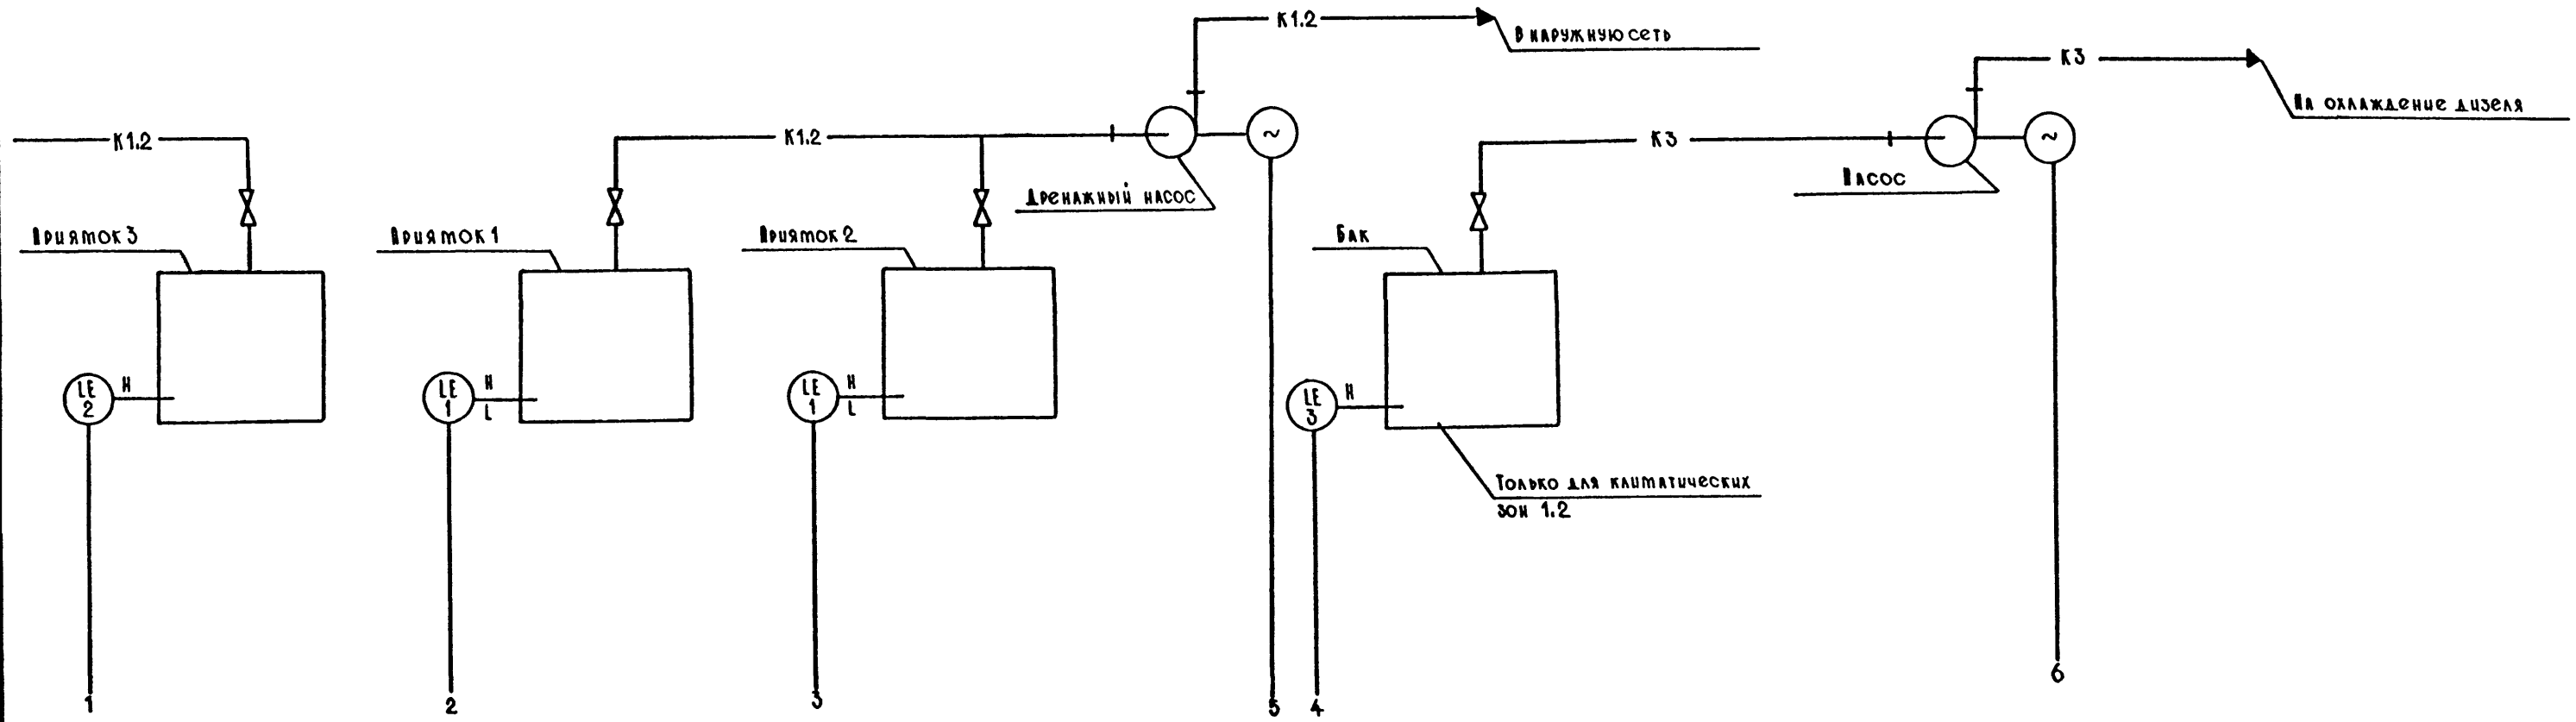 К1.2
В наружную сеть
К3
На охлаждение дизеля
К1.2
К1.2
К3
~
~
Дренажный насос
Насос
Приямок 3
Приямок 1
Приямок 2
Бак
LE
2
H
LE
1
H
L
LE
1
H
L
LE
3
H
Только для климатических
зон 1.2
1
2
3
5
4
6